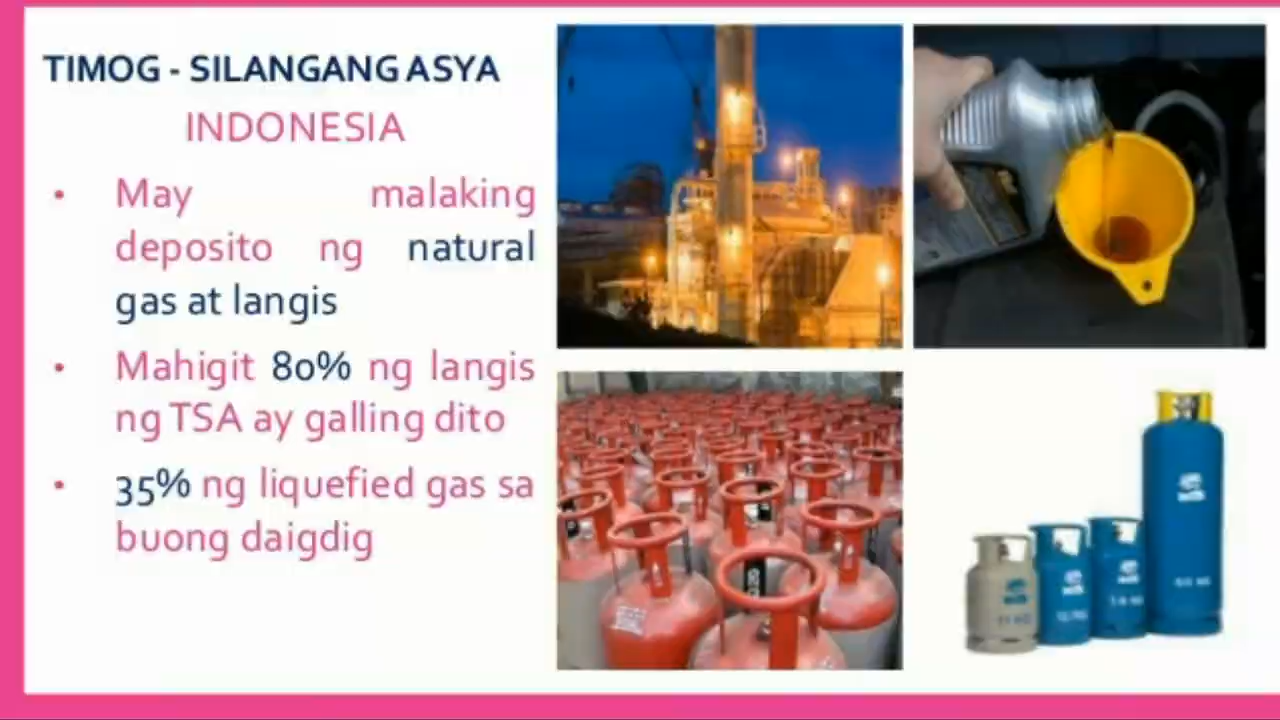 TIMOG - SILANGANG ASYA
INDONESIA
• May malaking
deposito ng natural
gas at langis
• Mahigit 80% ng langis
ng TSA ay galling dito
• 35% ng liquefied gas sa
buong daigdig